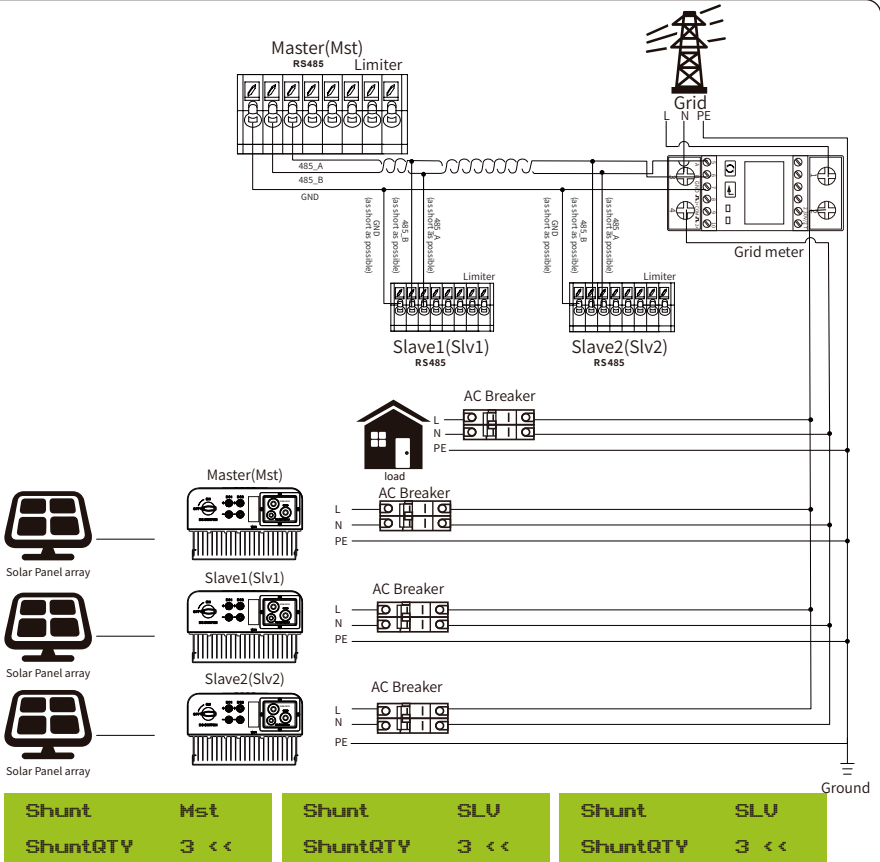 Master(Mst)
RS485
Limiter
Grid
L N PE
485_A
485_B
GND
GND
(as short as possible)
485_B
(as short as possible)
485_A
(as short as possible)
GND
(as short as possible)
485_B
(as short as possible)
485_A
(as short as possible)
Grid meter
Limiter
Slave1(Slv1)
RS485
Limiter
Slave2(Slv2)
RS485
AC Breaker
L
N
PE
load
Master(Mst)
AC Breaker
L
N
PE
Solar Panel array
Slave1(Slv1)
AC Breaker
L
N
PE
Solar Panel array
Slave2(Slv2)
AC Breaker
L
N
PE
Solar Panel array
Ground
Shunt Mst
ShuntQTY 3 <<
Shunt SLV
ShuntQTY 3 <<
Shunt SLV
ShuntQTY 3 <<